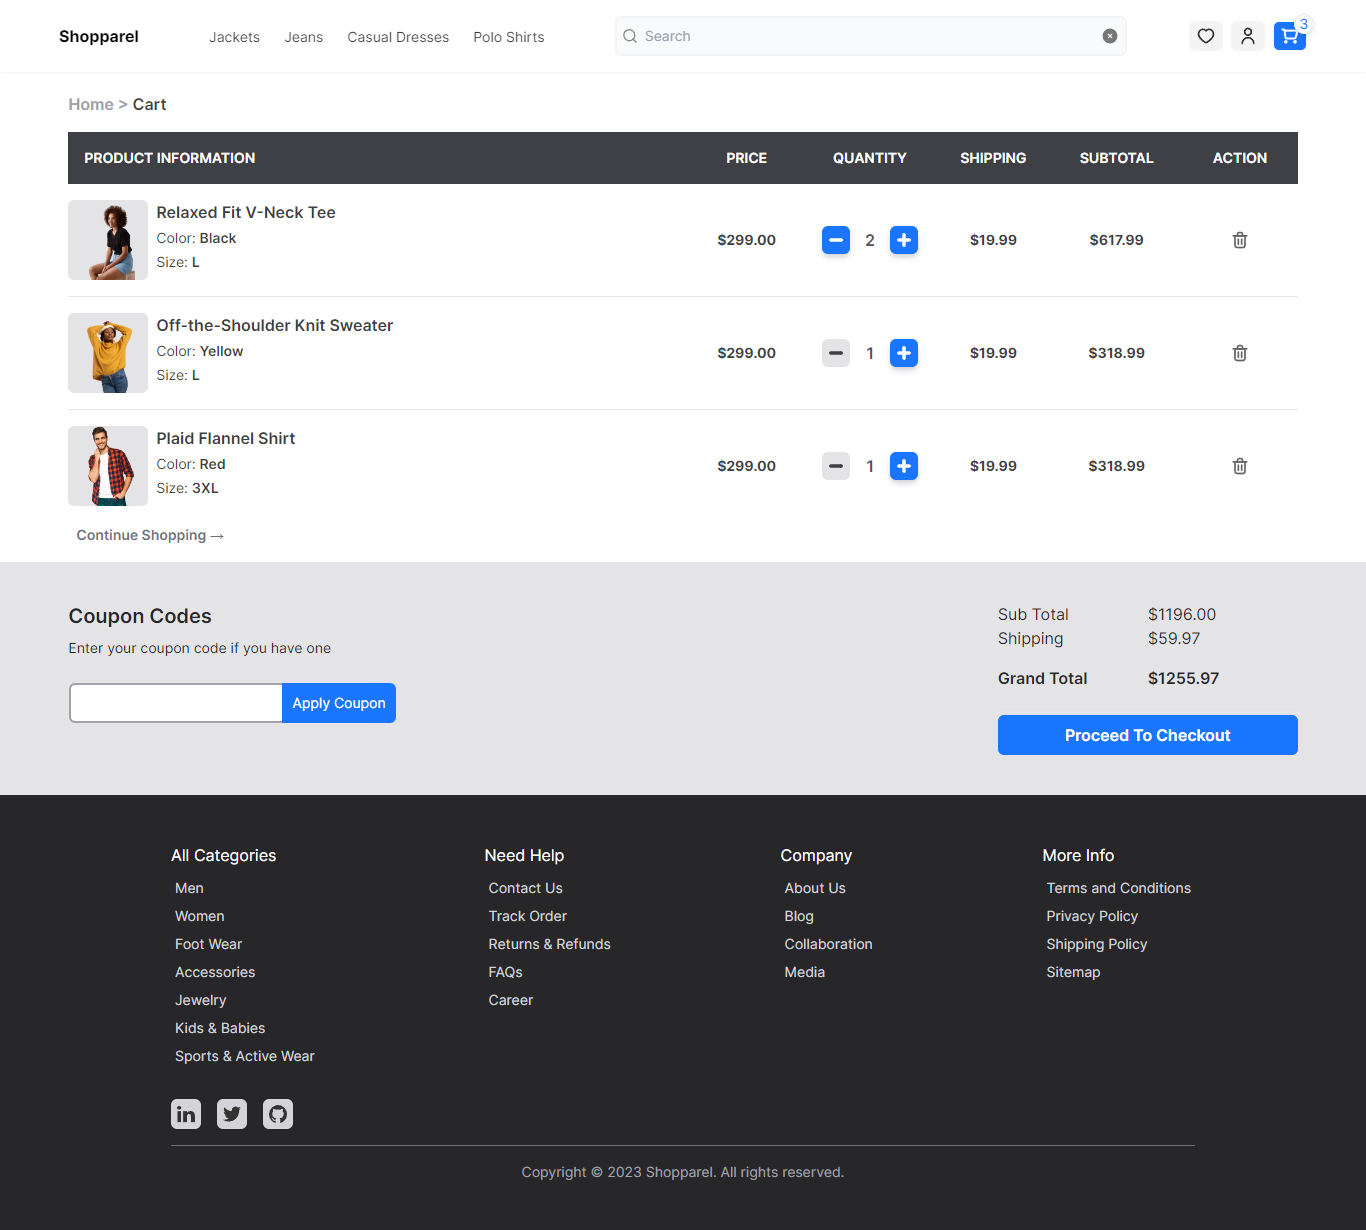 Shopparel
Jackets Jeans Casual Dresses Polo Shirts
Search
3
Home > Cart
PRODUCT INFORMATION PRICE QUANTITY SHIPPING SUBTOTAL ACTION
Relaxed Fit V-Neck Tee
Color: Black
Size: L
$299.00 2 $19.99 $617.99
Off-the-Shoulder Knit Sweater
Color: Yellow
Size: L
$299.00 1 $19.99 $318.99
Plaid Flannel Shirt
Color: Red
Size: 3XL
$299.00 1 $19.99 $318.99
Continue Shopping →
Coupon Codes
Enter your coupon code if you have one
Apply Coupon
Sub Total $1196.00
Shipping $59.97
Grand Total $1255.97
Proceed To Checkout
All Categories
Men
Women
Foot Wear
Accessories
Jewelry
Kids & Babies
Sports & Active Wear
Need Help
Contact Us
Track Order
Returns & Refunds
FAQs
Career
Company
About Us
Blog
Collaboration
Media
More Info
Terms and Conditions
Privacy Policy
Shipping Policy
Sitemap
in
Copyright © 2023 Shopparel. All rights reserved.